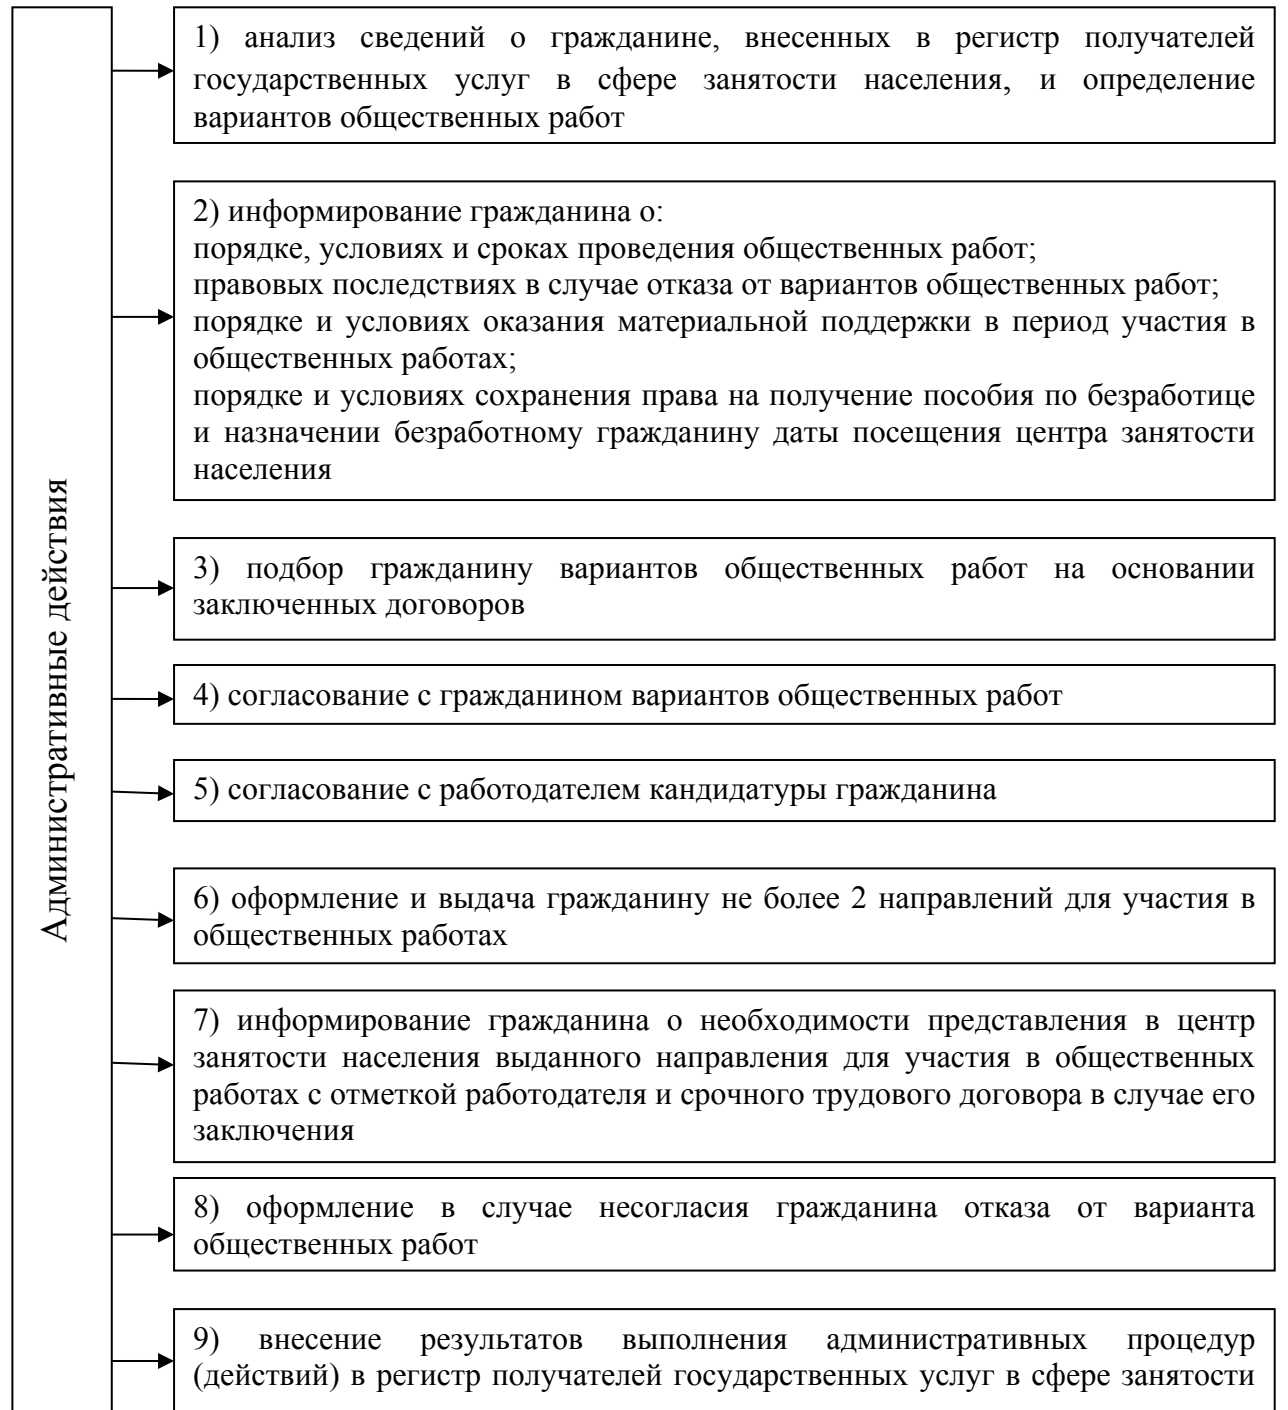 Административные действия
1) анализ сведений о гражданине, внесенных в регистр получателей
государственных услуг в сфере занятости населения, и определение
вариантов общественных работ
2) информирование гражданина о:
порядке, условиях и сроках проведения общественных работ;
правовых последствиях в случае отказа от вариантов общественных работ;
порядке и условиях оказания материальной поддержки в период участия в
общественных работах;
порядке и условиях сохранения права на получение пособия по безработице
и назначении безработному гражданину даты посещения центра занятости
населения
3) подбор гражданину вариантов общественных работ на основании
заключенных договоров
4) согласование с гражданином вариантов общественных работ
5) согласование с работодателем кандидатуры гражданина
6) оформление и выдача гражданину не более 2 направлений для участия в
общественных работах
7) информирование гражданина о необходимости представления в центр
занятости населения выданного направления для участия в общественных
работах с отметкой работодателя и срочного трудового договора в случае его
заключения
8) оформление в случае несогласия гражданина отказа от варианта
общественных работ
9) внесение результатов выполнения административных процедур
(действий) в регистр получателей государственных услуг в сфере занятости